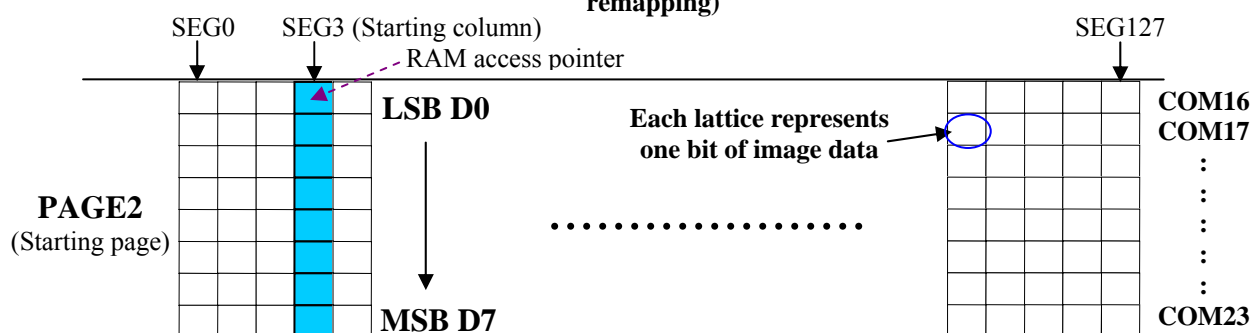 remapping)
SEG0 SEG3 (Starting column) SEG127
RAM access pointer
LSB D0
Each lattice represents
one bit of image data
COM16
COM17
:
:
:
:
:
COM23
PAGE2
(Starting page)
..................
MSB D7